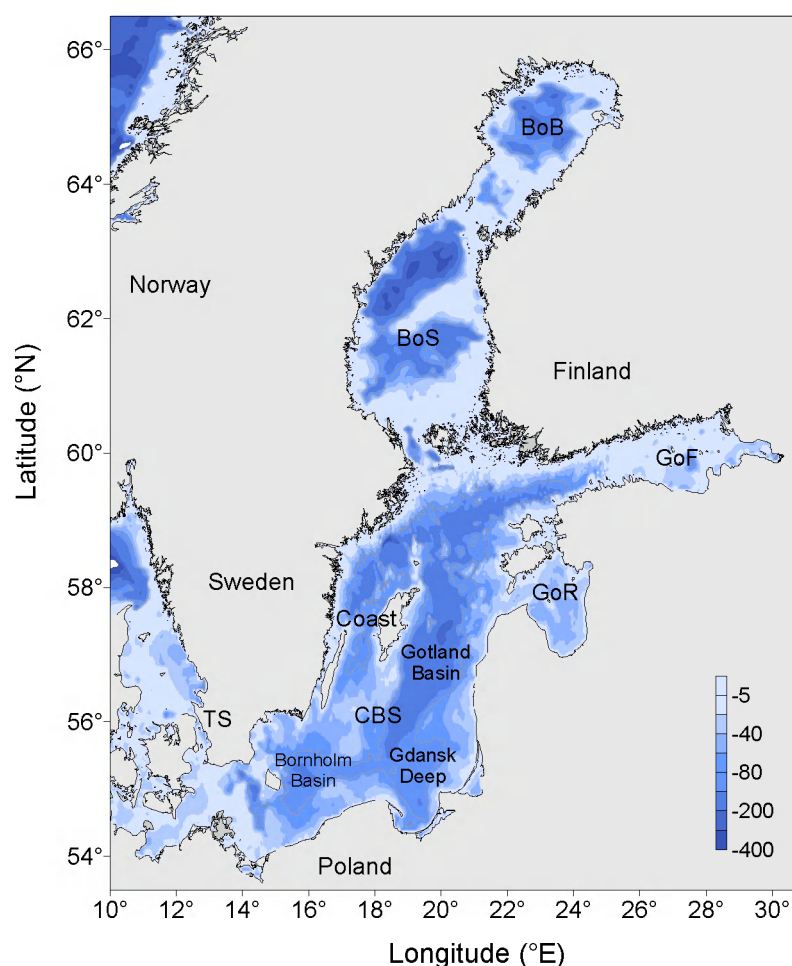 66°
BoB
64°
Norway
62°
BoS
Finland
Latitude (°N)
60°
GoF
58°
Sweden
GoR
Coast
Gotland
Basin
TS
CBS
56°
Bornholm
Basin
Gdansk
Deep
54°
Poland
-5
-40
-80
-200
-400
10° 12° 14° 16° 18° 20° 22° 24° 26° 28° 30°
Longitude (°E)